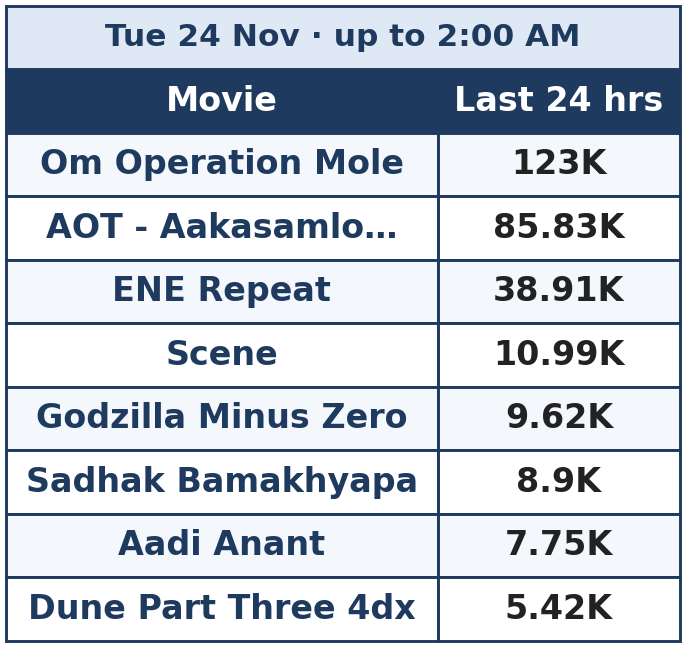 Tue 24 Nov · up to 2:00 AM
Movie Last 24 hrs
Om Operation Mole 123K
AOT - Aakasamlo... 85.83K
ENE Repeat 38.91K
Scene 10.99K
Godzilla Minus Zero 9.62K
Sadhak Bamakhyapa 8.9K
Aadi Anant 7.75K
Dune Part Three 4dx 5.42K